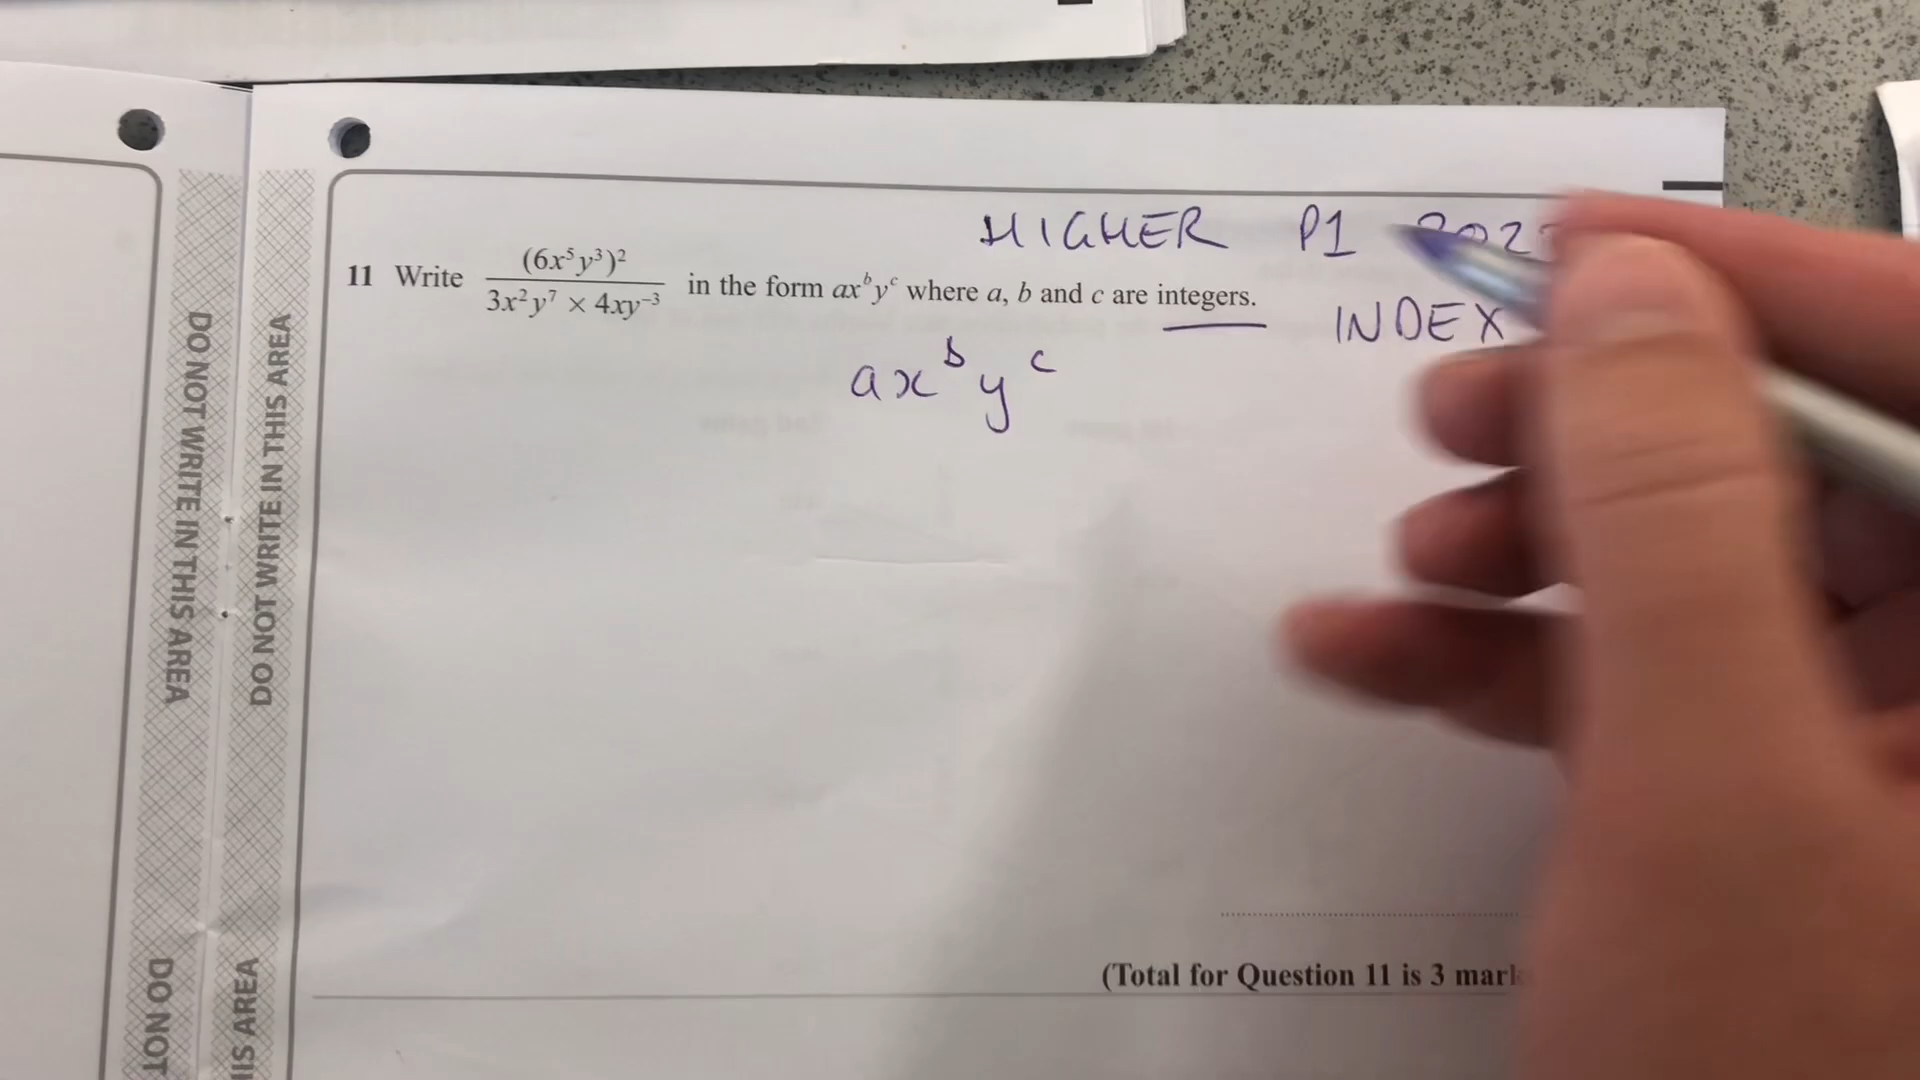 HIGHER P1
11 Write (6x⁵y³)² / 3x²y⁷ × 4xy⁻³ in the form axᵇyᶜ where a, b and c are integers.
INDEX
axᵇyᶜ
(Total for Question 11 is 3
DO NOT WRITE IN THIS AREA
DO NOT WRITE IN THIS AREA
DO NOT
IS AREA